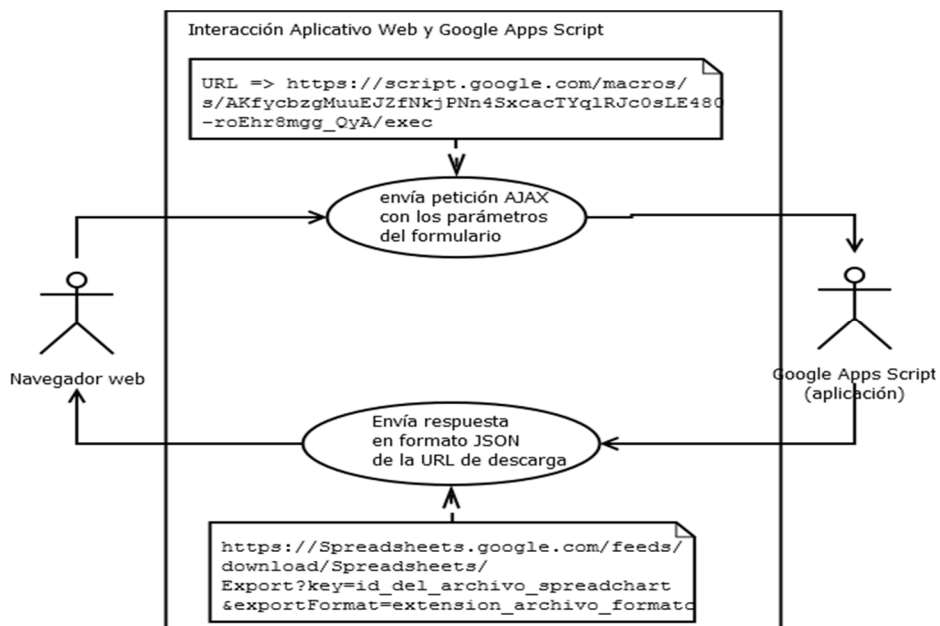 Interacción Aplicativo Web y Google Apps Script
URL => https://script.google.com/macros/
s/AKfycbzgMuuEJZfNkjPNn4SxcacTYqlRJc0sLE480
-roEhr8mgg_QyA/exec
envía petición AJAX
con los parámetros
del formulario
Navegador web
Google Apps Script
(aplicación)
Envía respuesta
en formato JSON
de la URL de descarga
https://Spreadsheets.google.com/feeds/
download/Spreadsheets/
Export?key=id_del_archivo_spreadchart
&exportFormat=extension_archivo_formato